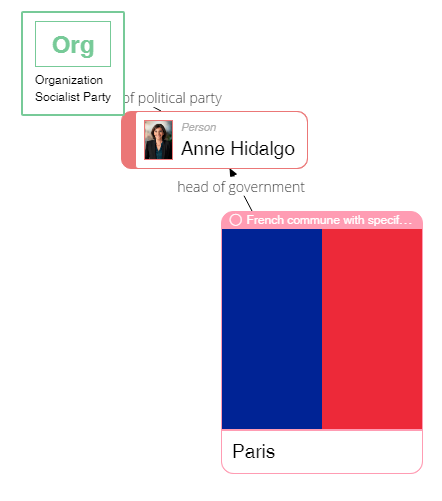 Org
Organization
Socialist Party
of political party
Person
Anne Hidalgo
head of government
French commune with specif...
Paris